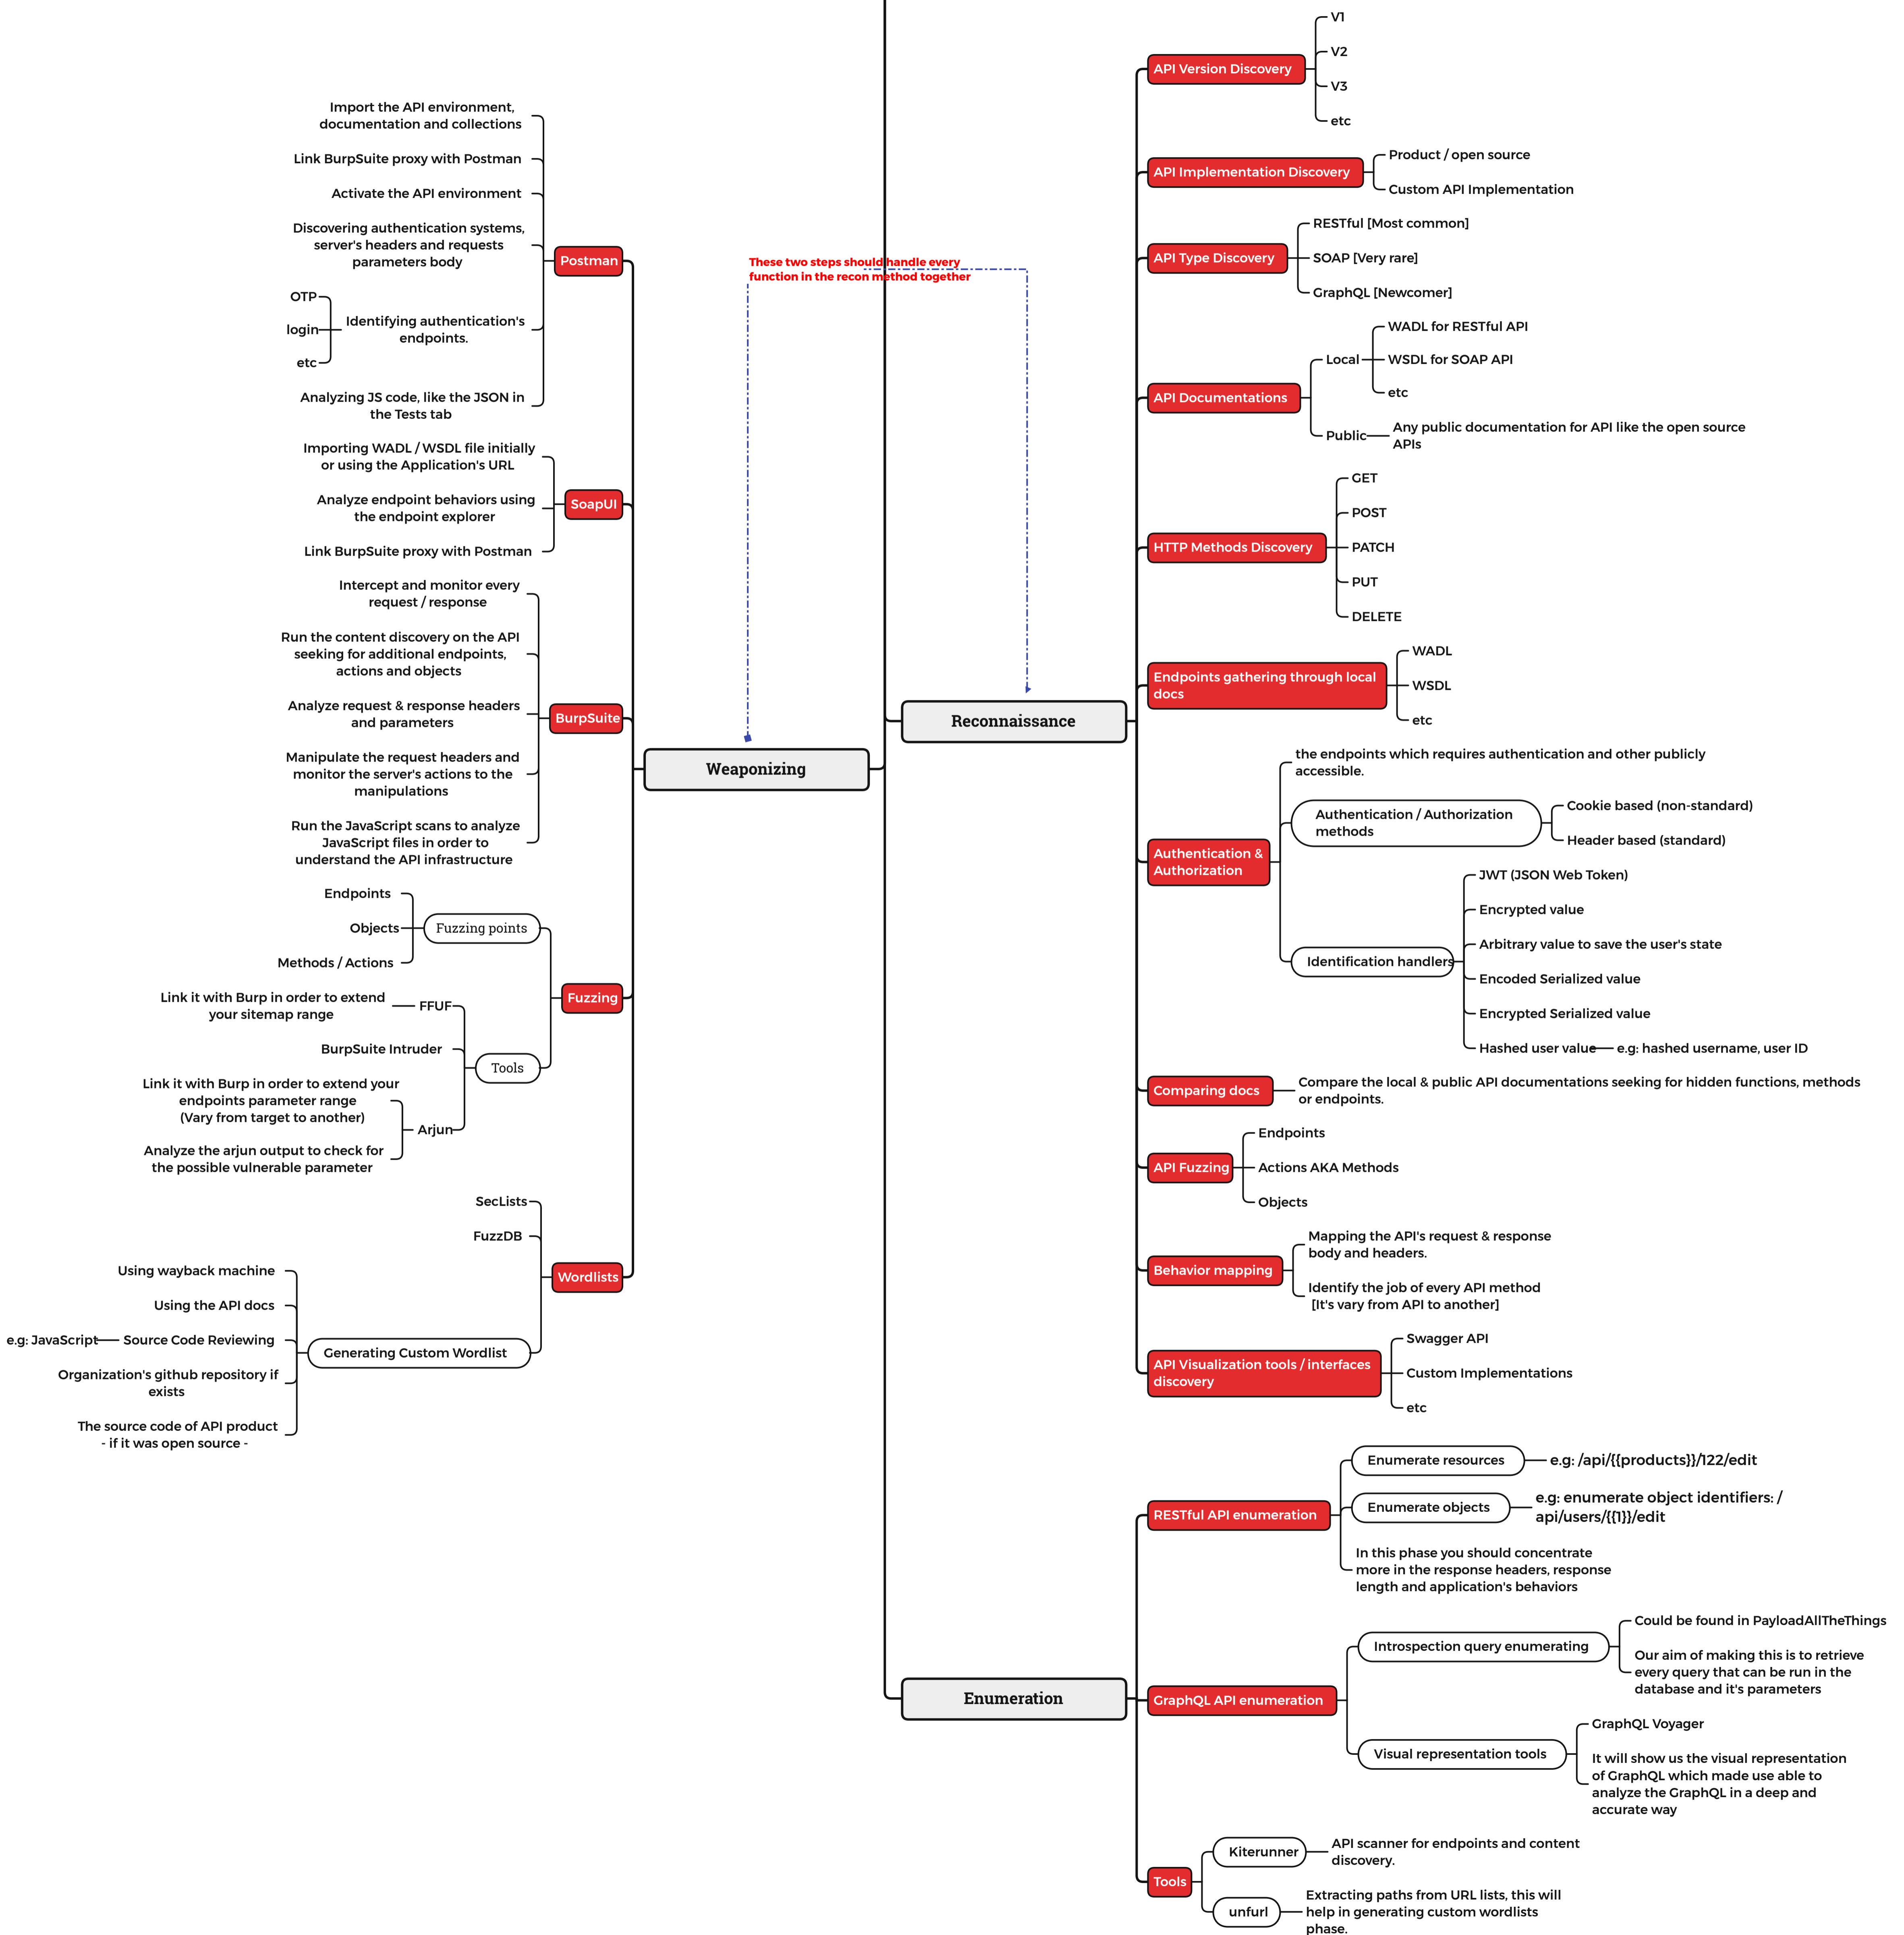 Import the API environment,
documentation and collections
Link BurpSuite proxy with Postman
Activate the API environment
Discovering authentication systems,
server's headers and requests
parameters body
OTP
login
etc
Identifying authentication's
endpoints.
Analyzing JS code, like the JSON in
the Tests tab
Postman
Importing WADL / WSDL file initially
or using the Application's URL
Analyze endpoint behaviors using
the endpoint explorer
Link BurpSuite proxy with Postman
SoapUI
Intercept and monitor every
request / response
Run the content discovery on the API
seeking for additional endpoints,
actions and objects
Analyze request & response headers
and parameters
Manipulate the request headers and
monitor the server's actions to the
manipulations
Run the JavaScript scans to analyze
JavaScript files in order to
understand the API infrastructure
BurpSuite
Endpoints
Objects
Methods / Actions
Fuzzing points
Link it with Burp in order to extend
your sitemap range
FFUF
BurpSuite Intruder
Link it with Burp in order to extend your
endpoints parameter range
(Vary from target to another)
Analyze the arjun output to check for
the possible vulnerable parameter
Arjun
Tools
Fuzzing
SecLists
FuzzDB
Using wayback machine
Using the API docs
e.g: JavaScript
Source Code Reviewing
Organization's github repository if
exists
The source code of API product
- if it was open source -
Generating Custom Wordlist
Wordlists
Weaponizing
These two steps should handle every
function in the recon method together
Reconnaissance
API Version Discovery
V1
V2
V3
etc
API Implementation Discovery
Product / open source
Custom API Implementation
API Type Discovery
RESTful [Most common]
SOAP [Very rare]
GraphQL [Newcomer]
API Documentations
Local
WADL for RESTful API
WSDL for SOAP API
etc
Public
Any public documentation for API like the open source
APIs
HTTP Methods Discovery
GET
POST
PATCH
PUT
DELETE
Endpoints gathering through local
docs
WADL
WSDL
etc
Authentication &
Authorization
the endpoints which requires authentication and other publicly
accessible.
Authentication / Authorization
methods
Cookie based (non-standard)
Header based (standard)
Identification handlers
JWT (JSON Web Token)
Encrypted value
Arbitrary value to save the user's state
Encoded Serialized value
Encrypted Serialized value
Hashed user value
e.g: hashed username, user ID
Comparing docs
Compare the local & public API documentations seeking for hidden functions, methods
or endpoints.
API Fuzzing
Endpoints
Actions AKA Methods
Objects
Behavior mapping
Mapping the API's request & response
body and headers.
Identify the job of every API method
[It's vary from API to another]
API Visualization tools / interfaces
discovery
Swagger API
Custom Implementations
etc
Enumeration
RESTful API enumeration
Enumerate resources
e.g: /api/{{products}}/122/edit
Enumerate objects
e.g: enumerate object identifiers: /
api/users/{{1}}/edit
In this phase you should concentrate
more in the response headers, response
length and application's behaviors
GraphQL API enumeration
Introspection query enumerating
Could be found in PayloadAllTheThings
Our aim of making this is to retrieve
every query that can be run in the
database and it's parameters
Visual representation tools
GraphQL Voyager
It will show us the visual representation
of GraphQL which made use able to
analyze the GraphQL in a deep and
accurate way
Tools
Kiterunner
API scanner for endpoints and content
discovery.
unfurl
Extracting paths from URL lists, this will
help in generating custom wordlists
phase.